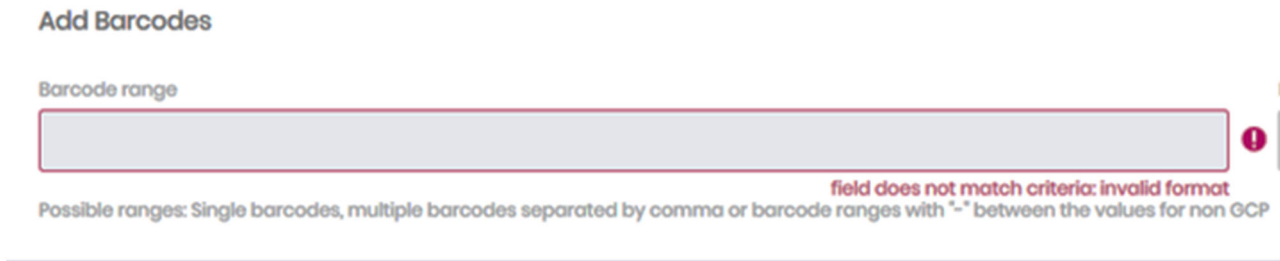 Add Barcodes
Barcode range
field does not match criteria: invalid format
Possible ranges: Single barcodes, multiple barcodes separated by comma or barcode ranges with "-" between the values for non GCP